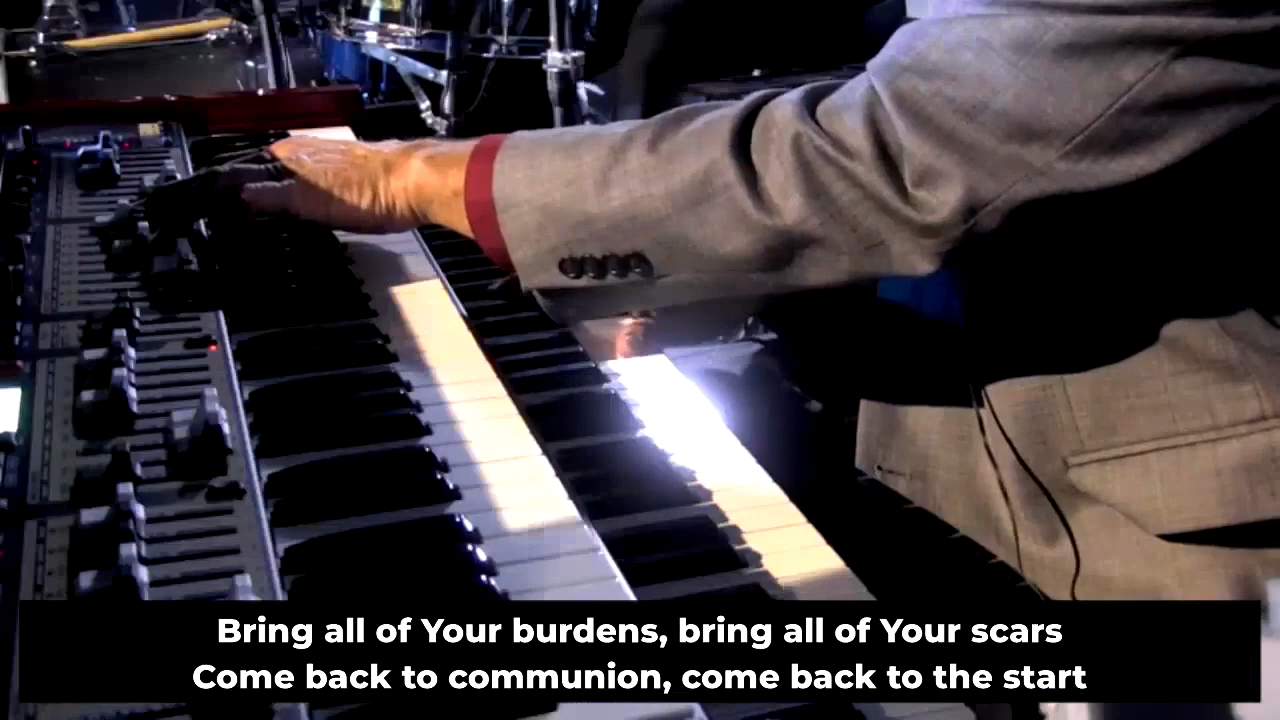 Bring all of Your burdens, bring all of Your scars
Come back to communion, come back to the start